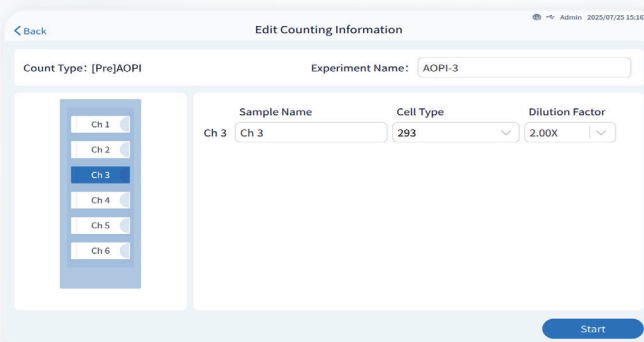 Admin 2025/07/25 15:16
Back
Edit Counting Information
Count Type: [Pre]AOPI
Experiment Name: AOPI-3
Ch 1
Ch 2
Ch 3
Ch 4
Ch 5
Ch 6
Sample Name Cell Type Dilution Factor
Ch 3 Ch 3 293 2.00X
Start